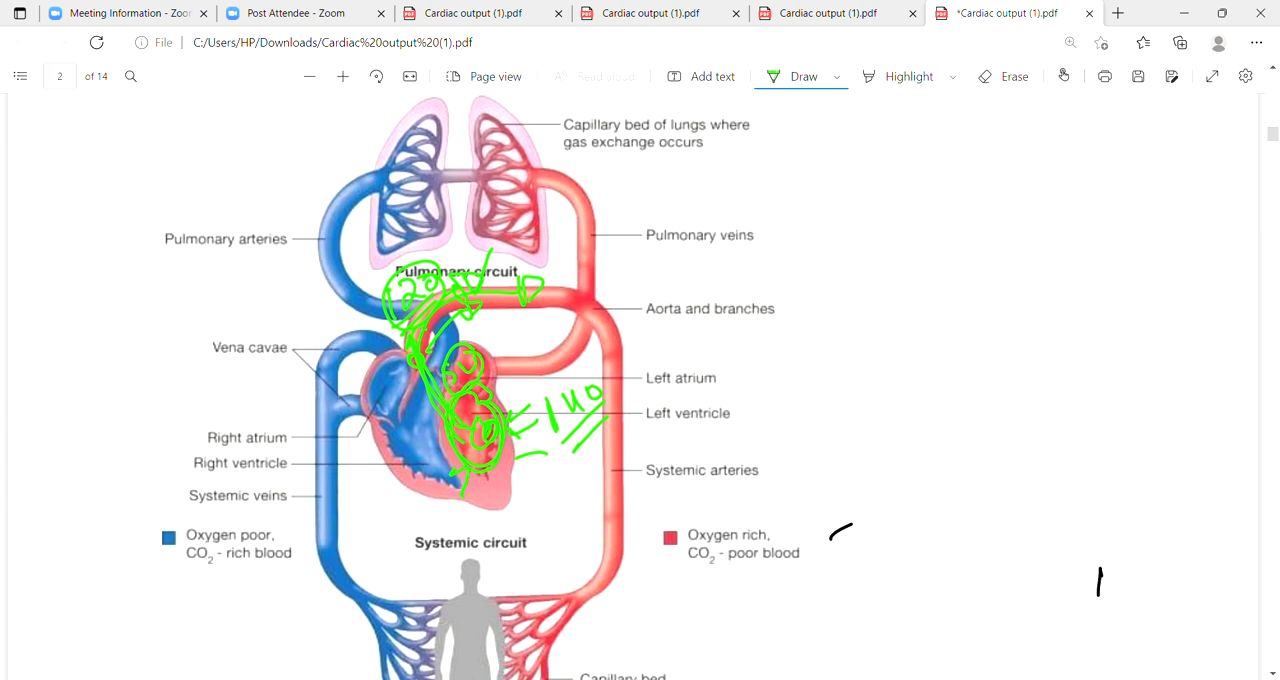 Meeting Information - Zoor
Post Attendee - Zoom
Cardiac output (1).pdf
Cardiac output (1).pdf
Cardiac output (1).pdf
*Cardiac output (1).pdf
File
C:/Users/HP/Downloads/Cardiac%20output%20(1).pdf
2 of 14
Page view
Read aloud
Add text
Draw
Highlight
Erase
Capillary bed of lungs where
gas exchange occurs
Pulmonary arteries
Pulmonary veins
Pulmonary circuit
Aorta and branches
Vena cavae
Left atrium
140
Left ventricle
Right atrium
Right ventricle
Systemic arteries
Systemic veins
Oxygen poor,
CO2 - rich blood
Systemic circuit
Oxygen rich,
CO2 - poor blood
Capillary bed